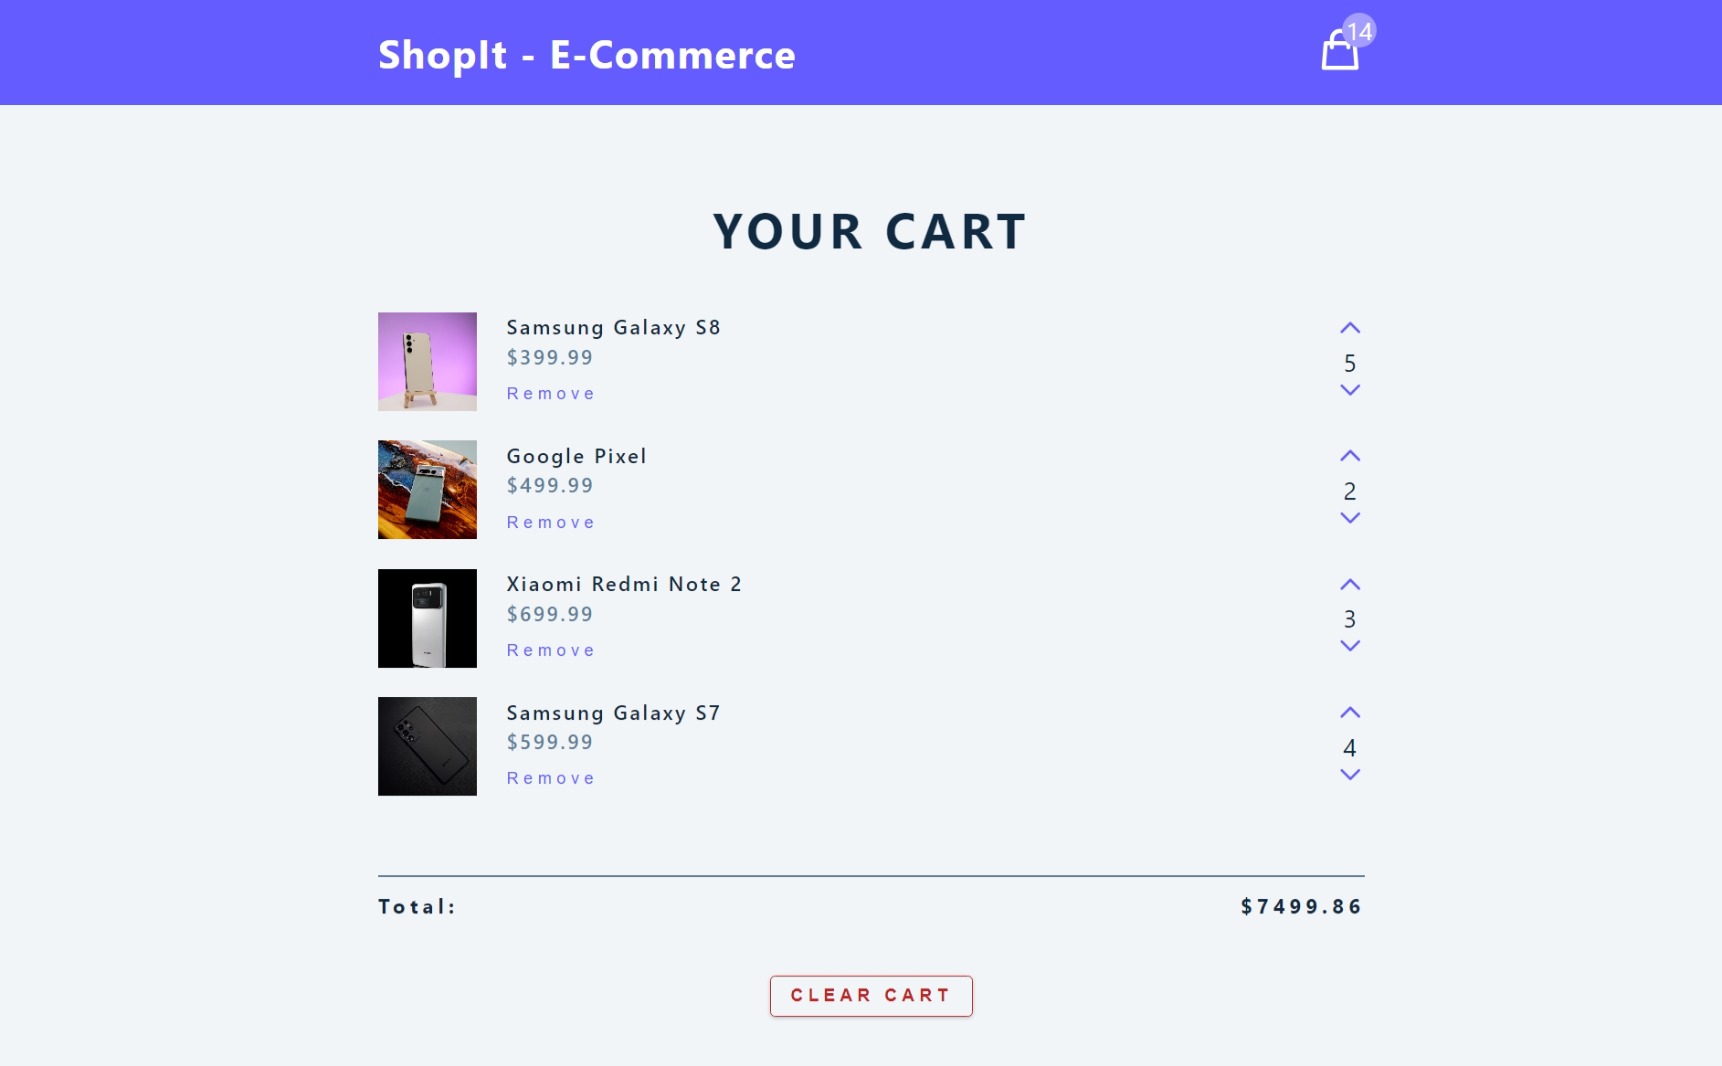 ShopIt - E-Commerce
14
YOUR CART
Samsung Galaxy S8
$399.99
Remove
5
Google Pixel
$499.99
Remove
2
Xiaomi Redmi Note 2
$699.99
Remove
3
Samsung Galaxy S7
$599.99
Remove
4
Total: $7499.86
CLEAR CART